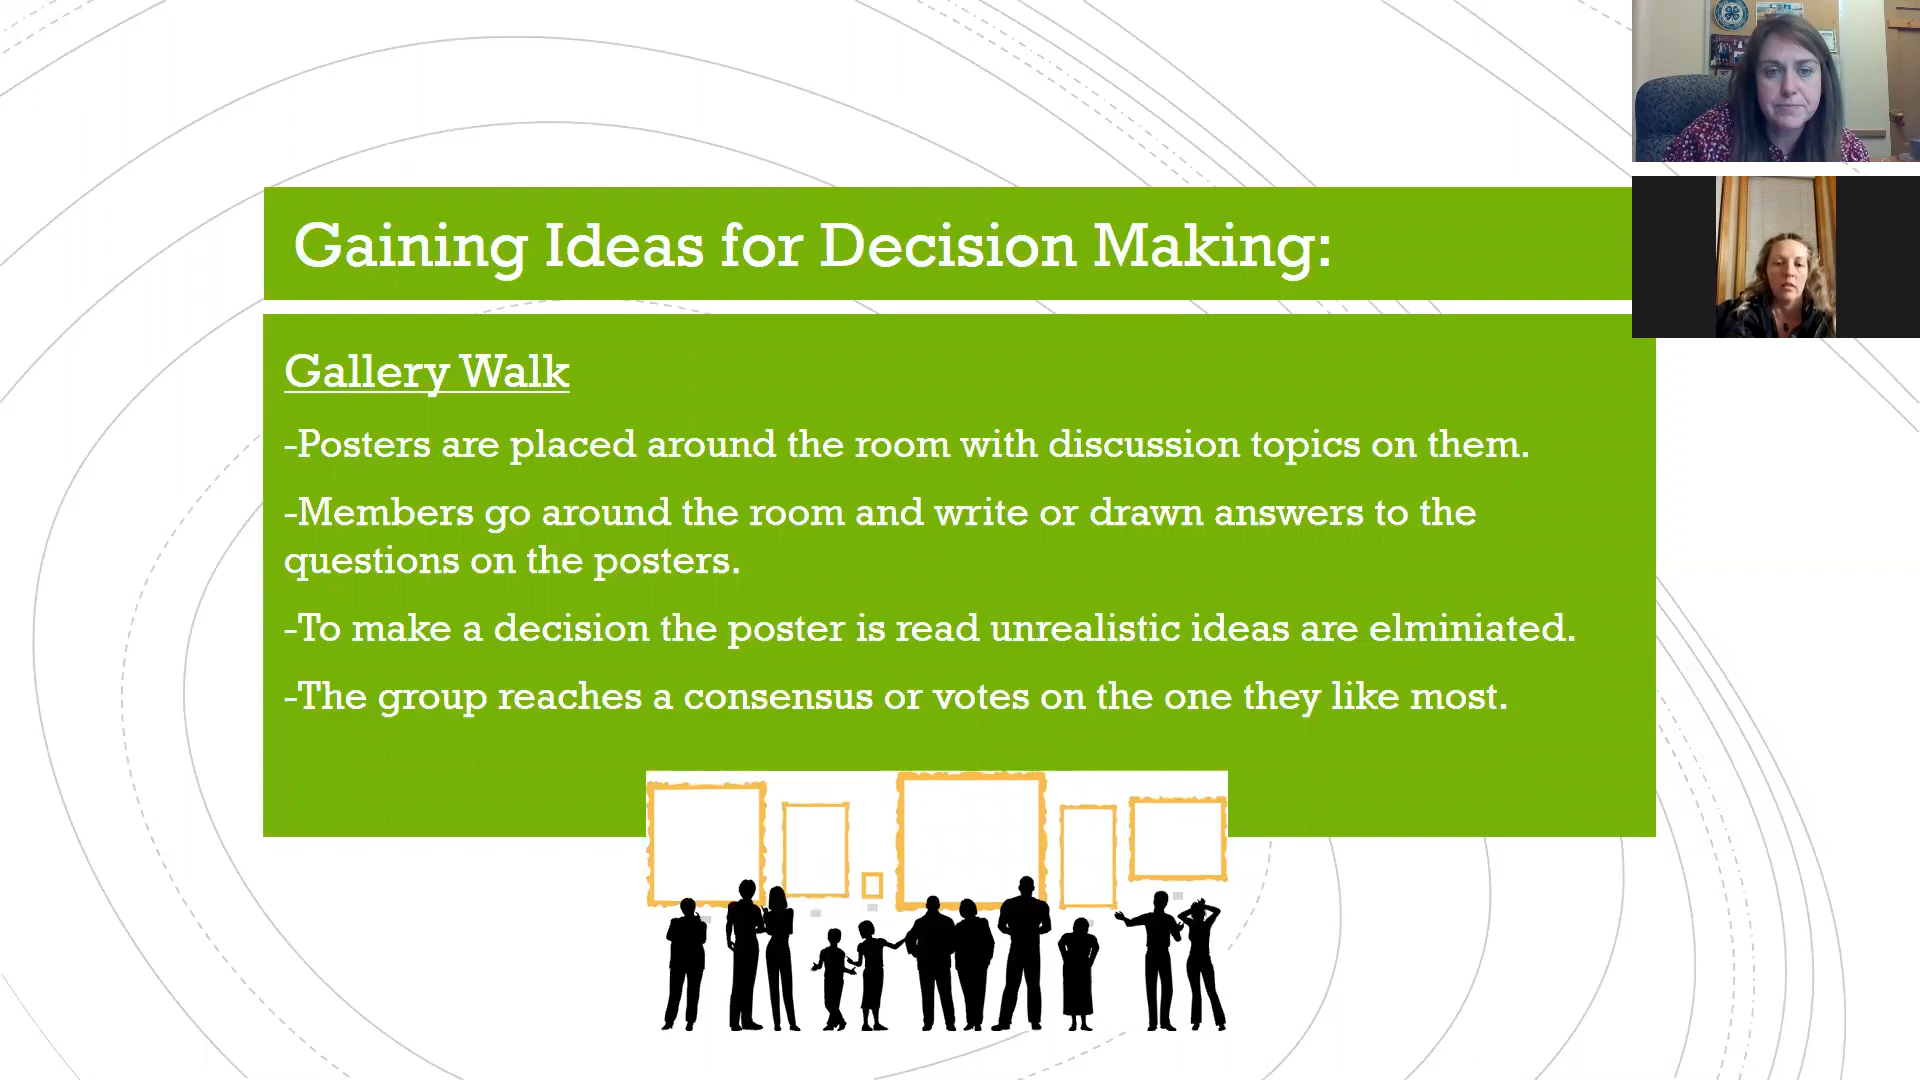 Gaining Ideas for Decision Making:
Gallery Walk
-Posters are placed around the room with discussion topics on them.
-Members go around the room and write or drawn answers to the
questions on the posters.
-To make a decision the poster is read unrealistic ideas are elminiated.
-The group reaches a consensus or votes on the one they like most.